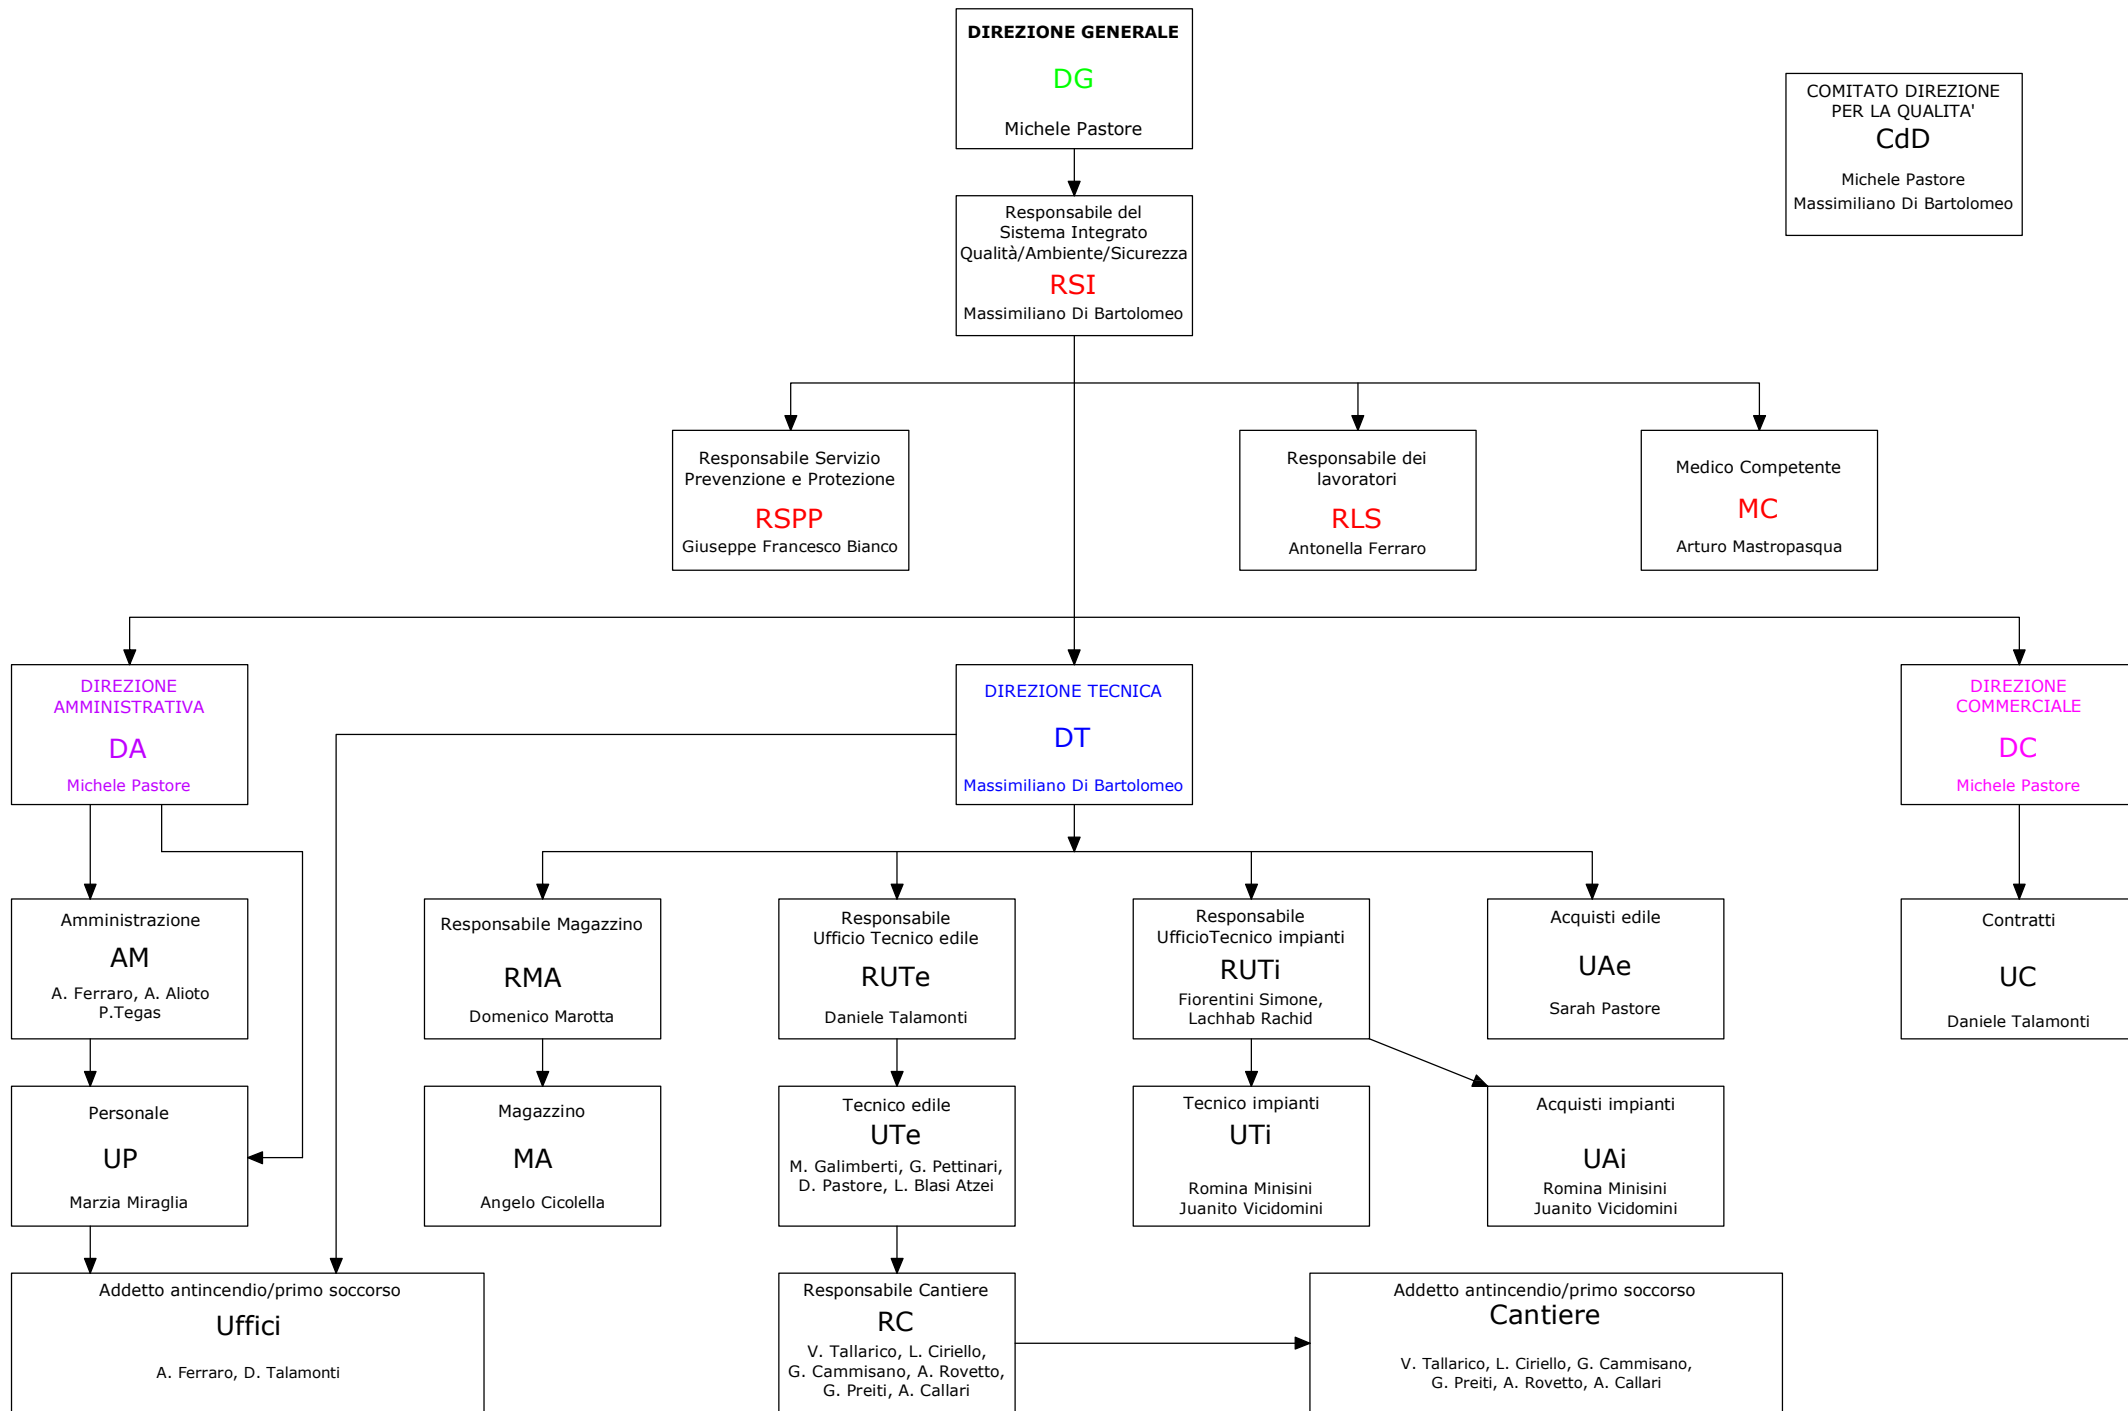 DIREZIONE GENERALE
DG
Michele Pastore
COMITATO DIREZIONE
PER LA QUALITA'
CdD
Michele Pastore
Massimiliano Di Bartolomeo
Responsabile del
Sistema Integrato
Qualità/Ambiente/Sicurezza
RSI
Massimiliano Di Bartolomeo
Responsabile Servizio
Prevenzione e Protezione
RSPP
Giuseppe Francesco Bianco
Responsabile dei
lavoratori
RLS
Antonella Ferraro
Medico Competente
MC
Arturo Mastropasqua
DIREZIONE
AMMINISTRATIVA
DA
Michele Pastore
DIREZIONE TECNICA
DT
Massimiliano Di Bartolomeo
DIREZIONE
COMMERCIALE
DC
Michele Pastore
Amministrazione
AM
A. Ferraro, A. Alioto
P.Tegas
Responsabile Magazzino
RMA
Domenico Marotta
Responsabile
Ufficio Tecnico edile
RUTe
Daniele Talamonti
Responsabile
UfficioTecnico impianti
RUTi
Fiorentini Simone,
Lachhab Rachid
Acquisti edile
UAe
Sarah Pastore
Contratti
UC
Daniele Talamonti
Personale
UP
Marzia Miraglia
Magazzino
MA
Angelo Cicolella
Tecnico edile
UTe
M. Galimberti, G. Pettinari,
D. Pastore, L. Blasi Atzei
Tecnico impianti
UTi
Romina Minisini
Juanito Vicidomini
Acquisti impianti
UAi
Romina Minisini
Juanito Vicidomini
Addetto antincendio/primo soccorso
Uffici
A. Ferraro, D. Talamonti
Responsabile Cantiere
RC
V. Tallarico, L. Ciriello,
G. Cammisano, A. Rovetto,
G. Preiti, A. Callari
Addetto antincendio/primo soccorso
Cantiere
V. Tallarico, L. Ciriello, G. Cammisano,
G. Preiti, A. Rovetto, A. Callari